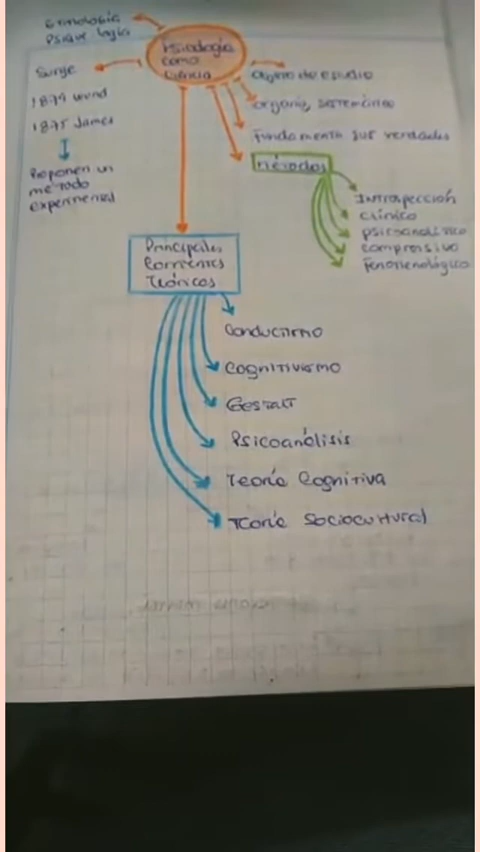 Etimología
Psique logía
Psicología
como
Ciencia
Surge
1879 Wund
1875 James
Proponen un
método
experimental
Objeto de estudio
organiz, sistemático
Fundamenta sus verdades
Métodos
Introspección
Clínico
psicoanalítico
comprensivo
Fenomenológico
Principales
Corrientes
Teóricas
Conductismo
Cognitivismo
Gestalt
Psicoanálisis
Teoría Cognitiva
Teoría Sociocultural